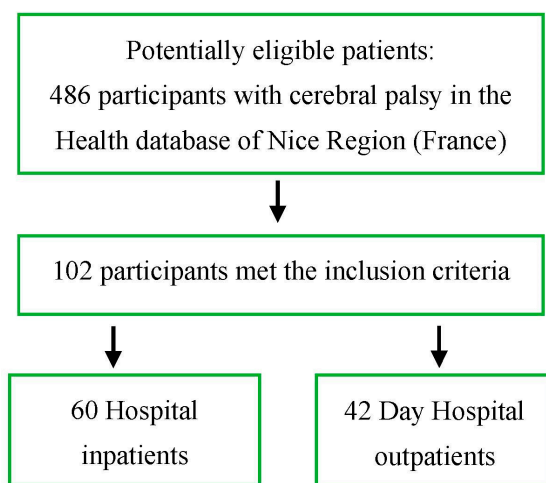 Potentially eligible patients:
486 participants with cerebral palsy in the
Health database of Nice Region (France)
102 participants met the inclusion criteria
60 Hospital
inpatients
42 Day Hospital
outpatients